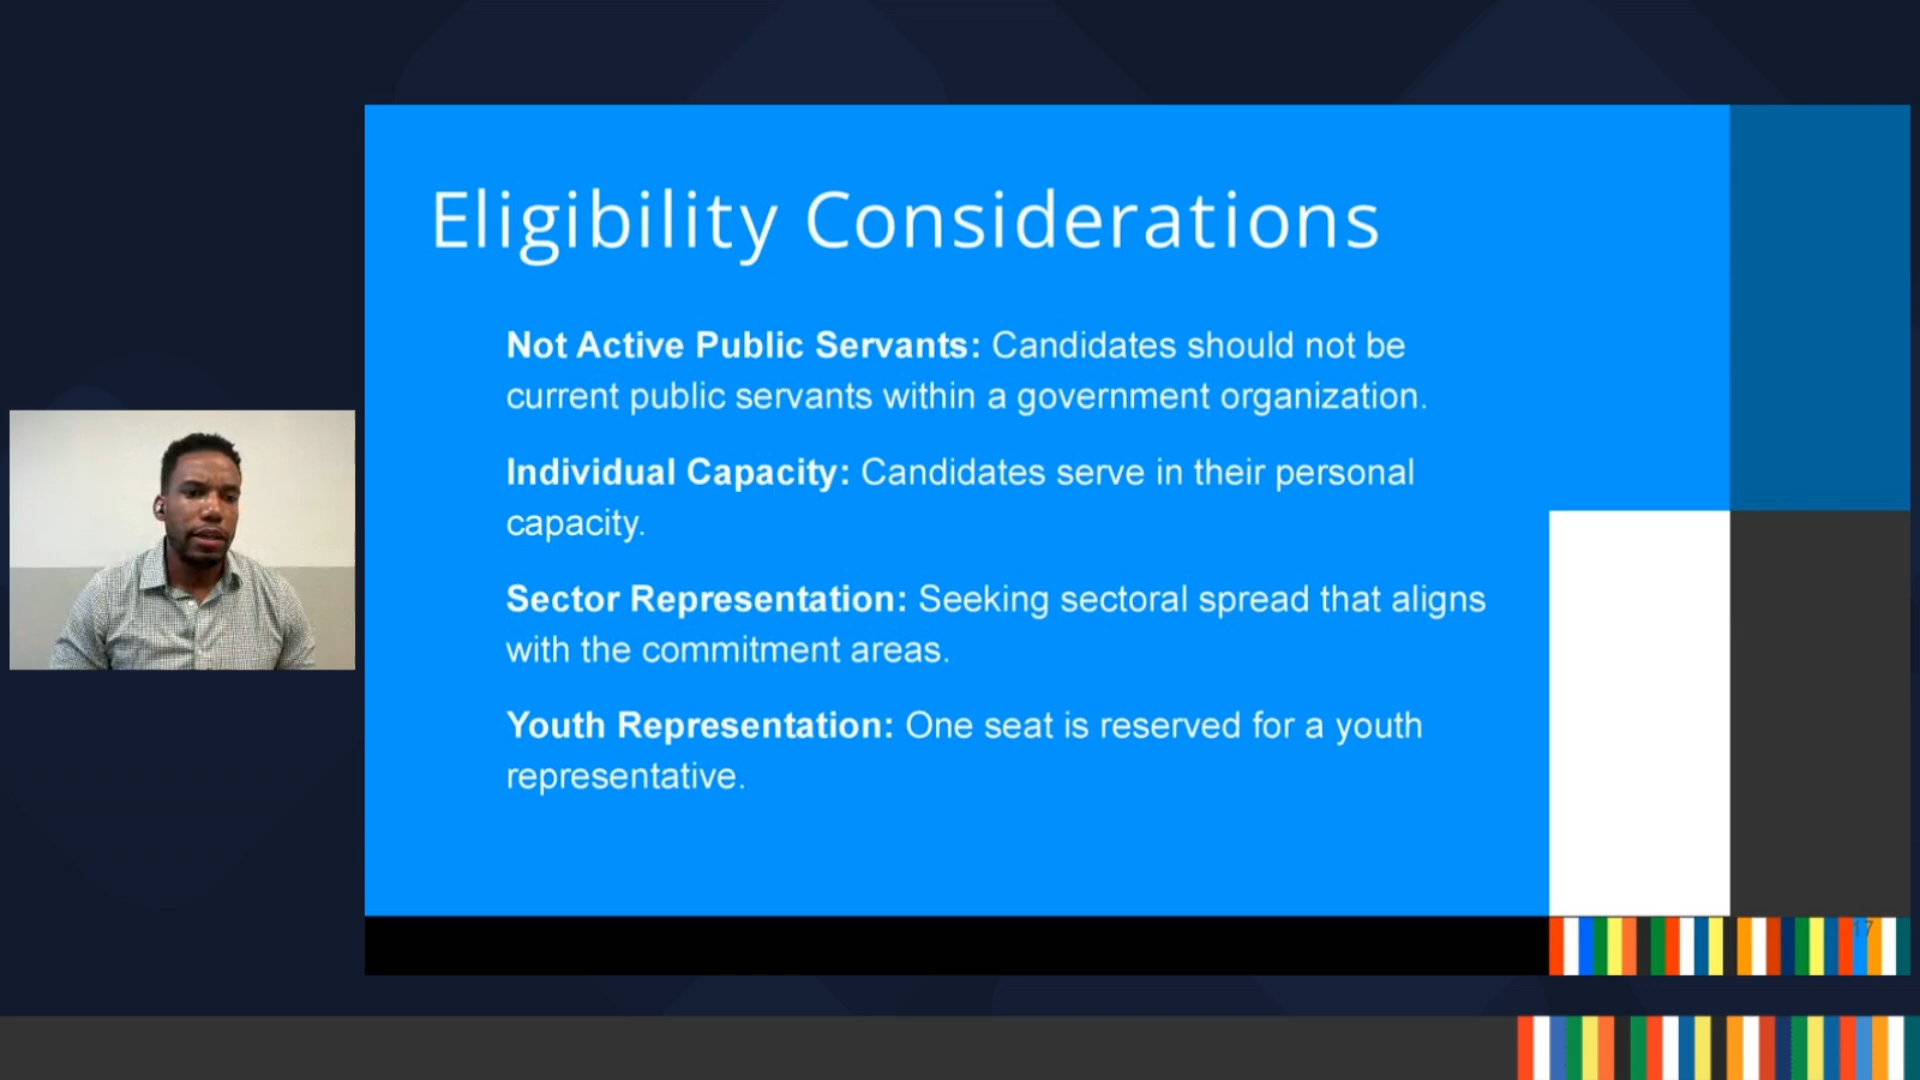 Eligibility Considerations
Not Active Public Servants: Candidates should not be
current public servants within a government organization.
Individual Capacity: Candidates serve in their personal
capacity.
Sector Representation: Seeking sectoral spread that aligns
with the commitment areas.
Youth Representation: One seat is reserved for a youth
representative.
17